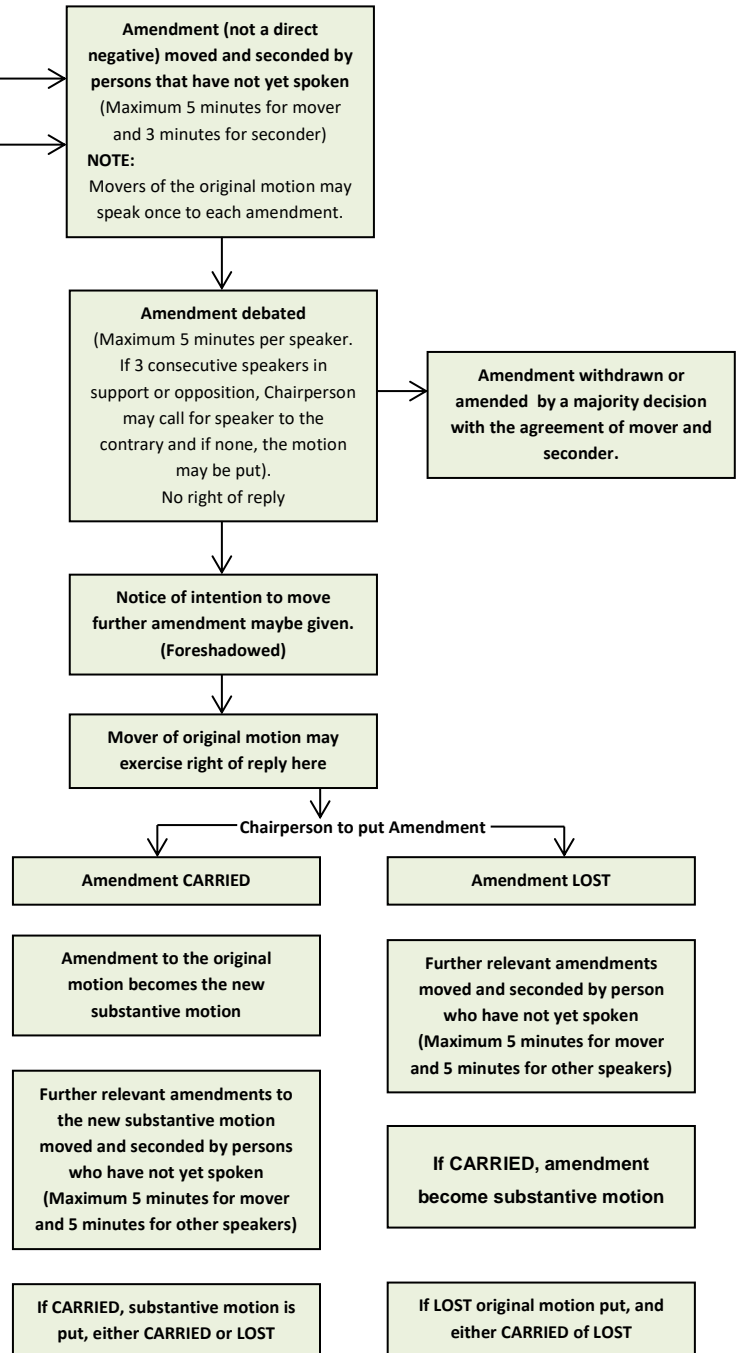 Amendment (not a direct
negative) moved and seconded by
persons that have not yet spoken
(Maximum 5 minutes for mover
and 3 minutes for seconder)
NOTE:
Movers of the original motion may
speak once to each amendment.
Amendment debated
(Maximum 5 minutes per speaker.
If 3 consecutive speakers in
support or opposition, Chairperson
may call for speaker to the
contrary and if none, the motion
may be put).
No right of reply
Amendment withdrawn or
amended by a majority decision
with the agreement of mover and
seconder.
Notice of intention to move
further amendment maybe given.
(Foreshadowed)
Mover of original motion may
exercise right of reply here
Chairperson to put Amendment
Amendment CARRIED
Amendment to the original
motion becomes the new
substantive motion
Further relevant amendments to
the new substantive motion
moved and seconded by persons
who have not yet spoken
(Maximum 5 minutes for mover
and 5 minutes for other speakers)
If CARRIED, substantive motion is
put, either CARRIED or LOST
Amendment LOST
Further relevant amendments
moved and seconded by person
who have not yet spoken
(Maximum 5 minutes for mover
and 5 minutes for other speakers)
If CARRIED, amendment
become substantive motion
If LOST original motion put, and
either CARRIED of LOST